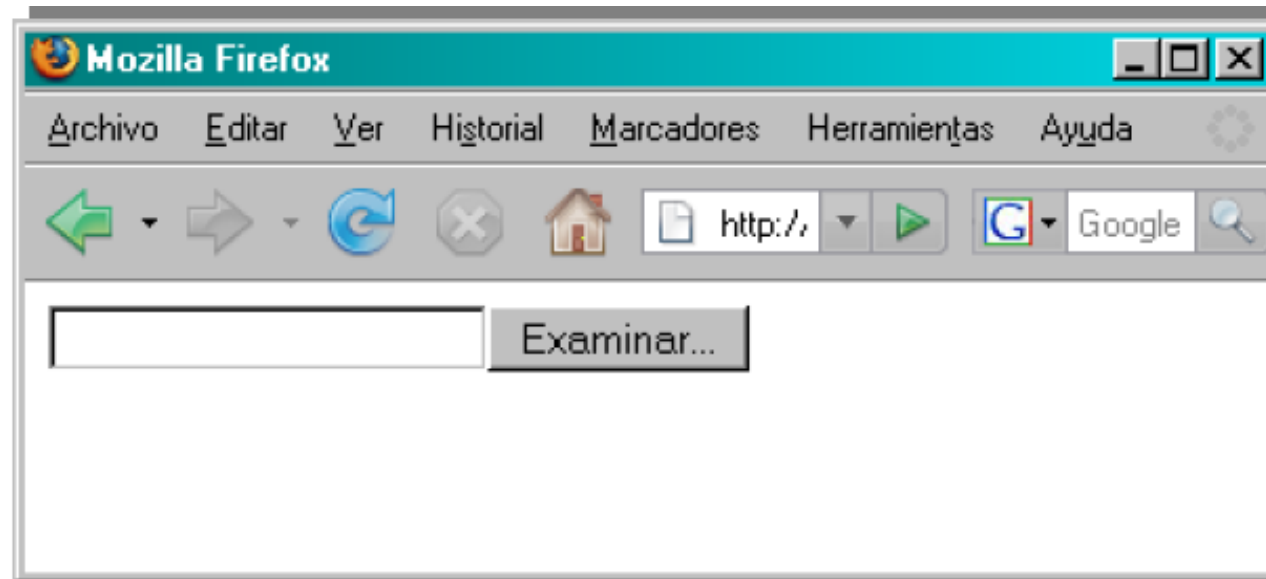 Mozilla Firefox
Archivo Editar Ver Historial Marcadores Herramientas Ayuda
http:// G Google
Examinar...